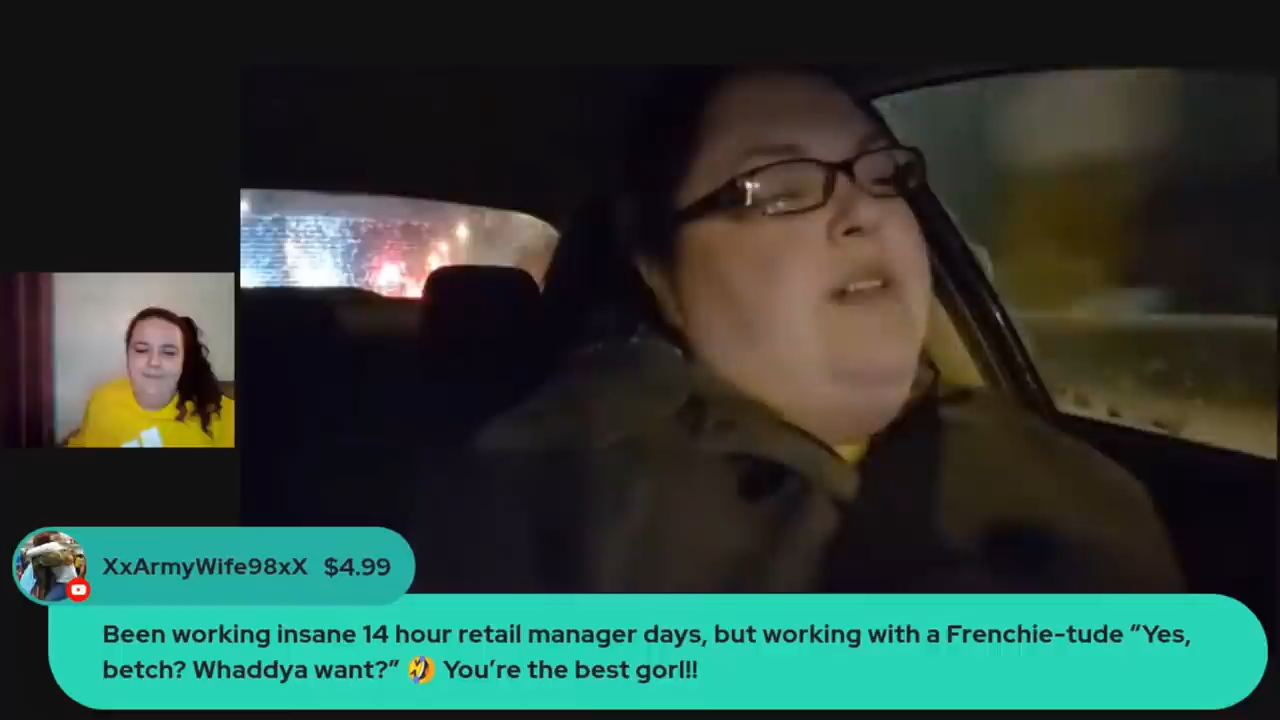 XxArmyWife98xX $4.99
Been working insane 14 hour retail manager days, but working with a Frenchie-tude “Yes,
betch? Whaddya want?” 🤣 You’re the best gorl!!